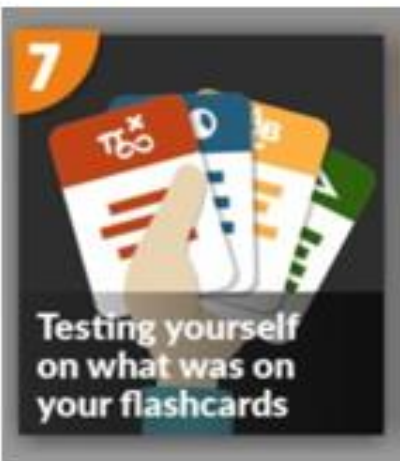 7
π×∞
B
Testing yourself
on what was on
your flashcards